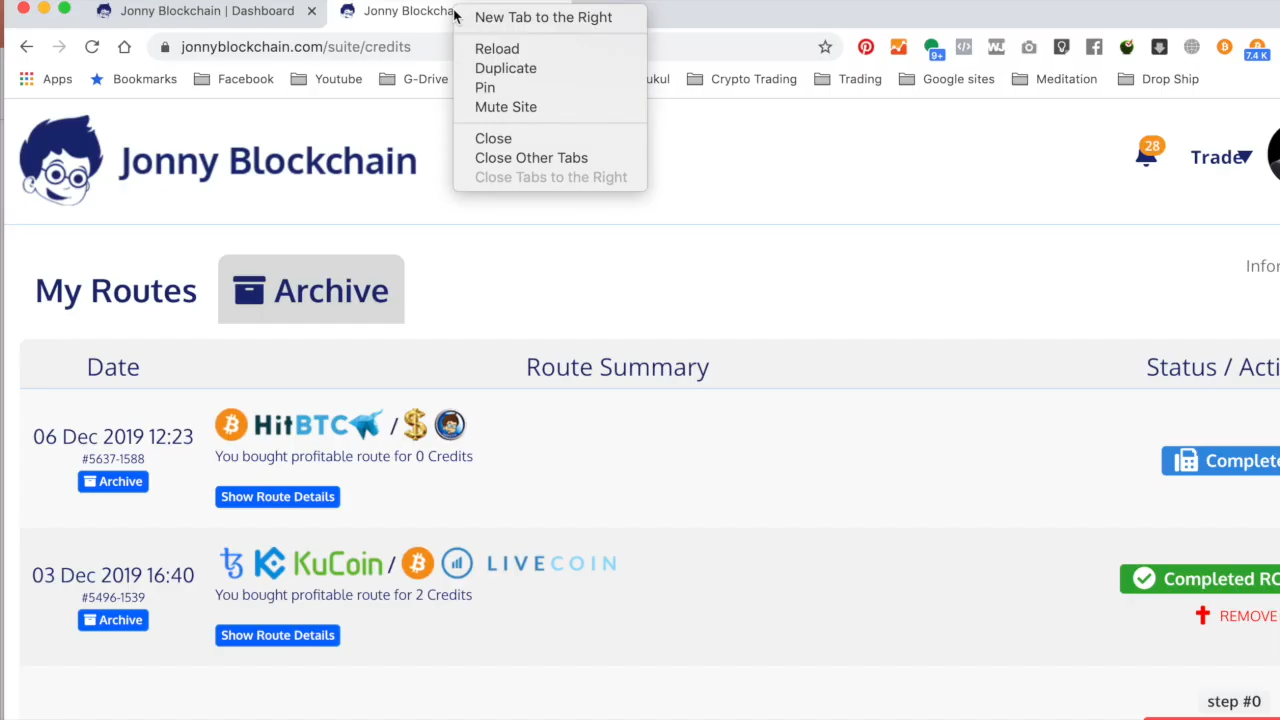 Jonny Blockchain | Dashboard
Jonny Blockcha
New Tab to the Right
Reload
Duplicate
Pin
Mute Site
Close
Close Other Tabs
Close Tabs to the Right
jonnyblockchain.com/suite/credits
9+
WJ
f
7.4 K
Apps
Bookmarks
Facebook
Youtube
G-Drive
ukul
Crypto Trading
Trading
Google sites
Meditation
Drop Ship
Jonny Blockchain
28
Trade
My Routes
Archive
Infor
Date
Route Summary
Status / Acti
06 Dec 2019 12:23
#5637-1588
Archive
HitBTC /
You bought profitable route for 0 Credits
Show Route Details
Complete
03 Dec 2019 16:40
#5496-1539
Archive
KuCoin / LIVECOIN
You bought profitable route for 2 Credits
Show Route Details
Completed RO
REMOVE
step #0